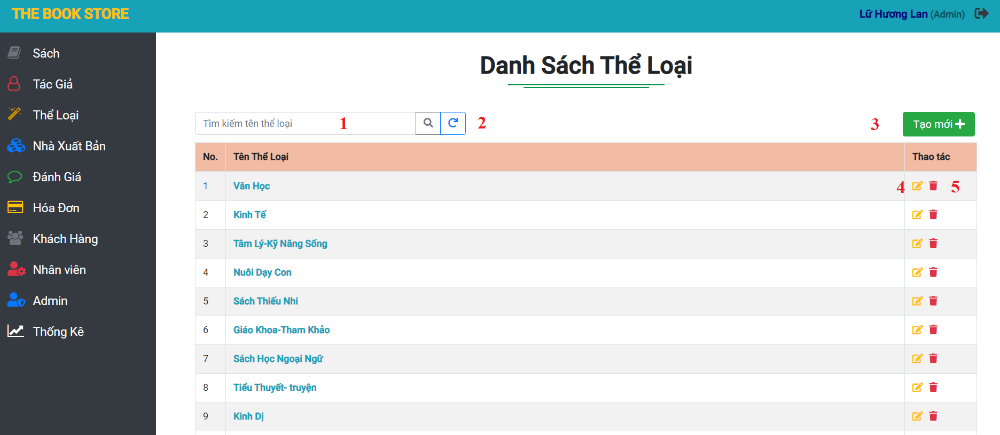 THE BOOK STORE
Lữ Hương Lan (Admin)
Sách
Tác Giả
Thể Loại
Nhà Xuất Bản
Đánh Giá
Hóa Đơn
Khách Hàng
Nhân viên
Admin
Thống Kê
Danh Sách Thể Loại
Tìm kiếm tên thể loại 1 2 3 Tạo mới
No. Tên Thể Loại Thao tác
1 Văn Học 4 5
2 Kinh Tế
3 Tâm Lý-Kỹ Năng Sống
4 Nuôi Dạy Con
5 Sách Thiếu Nhi
6 Giáo Khoa-Tham Khảo
7 Sách Học Ngoại Ngữ
8 Tiểu Thuyết- truyện
9 Kinh Dị